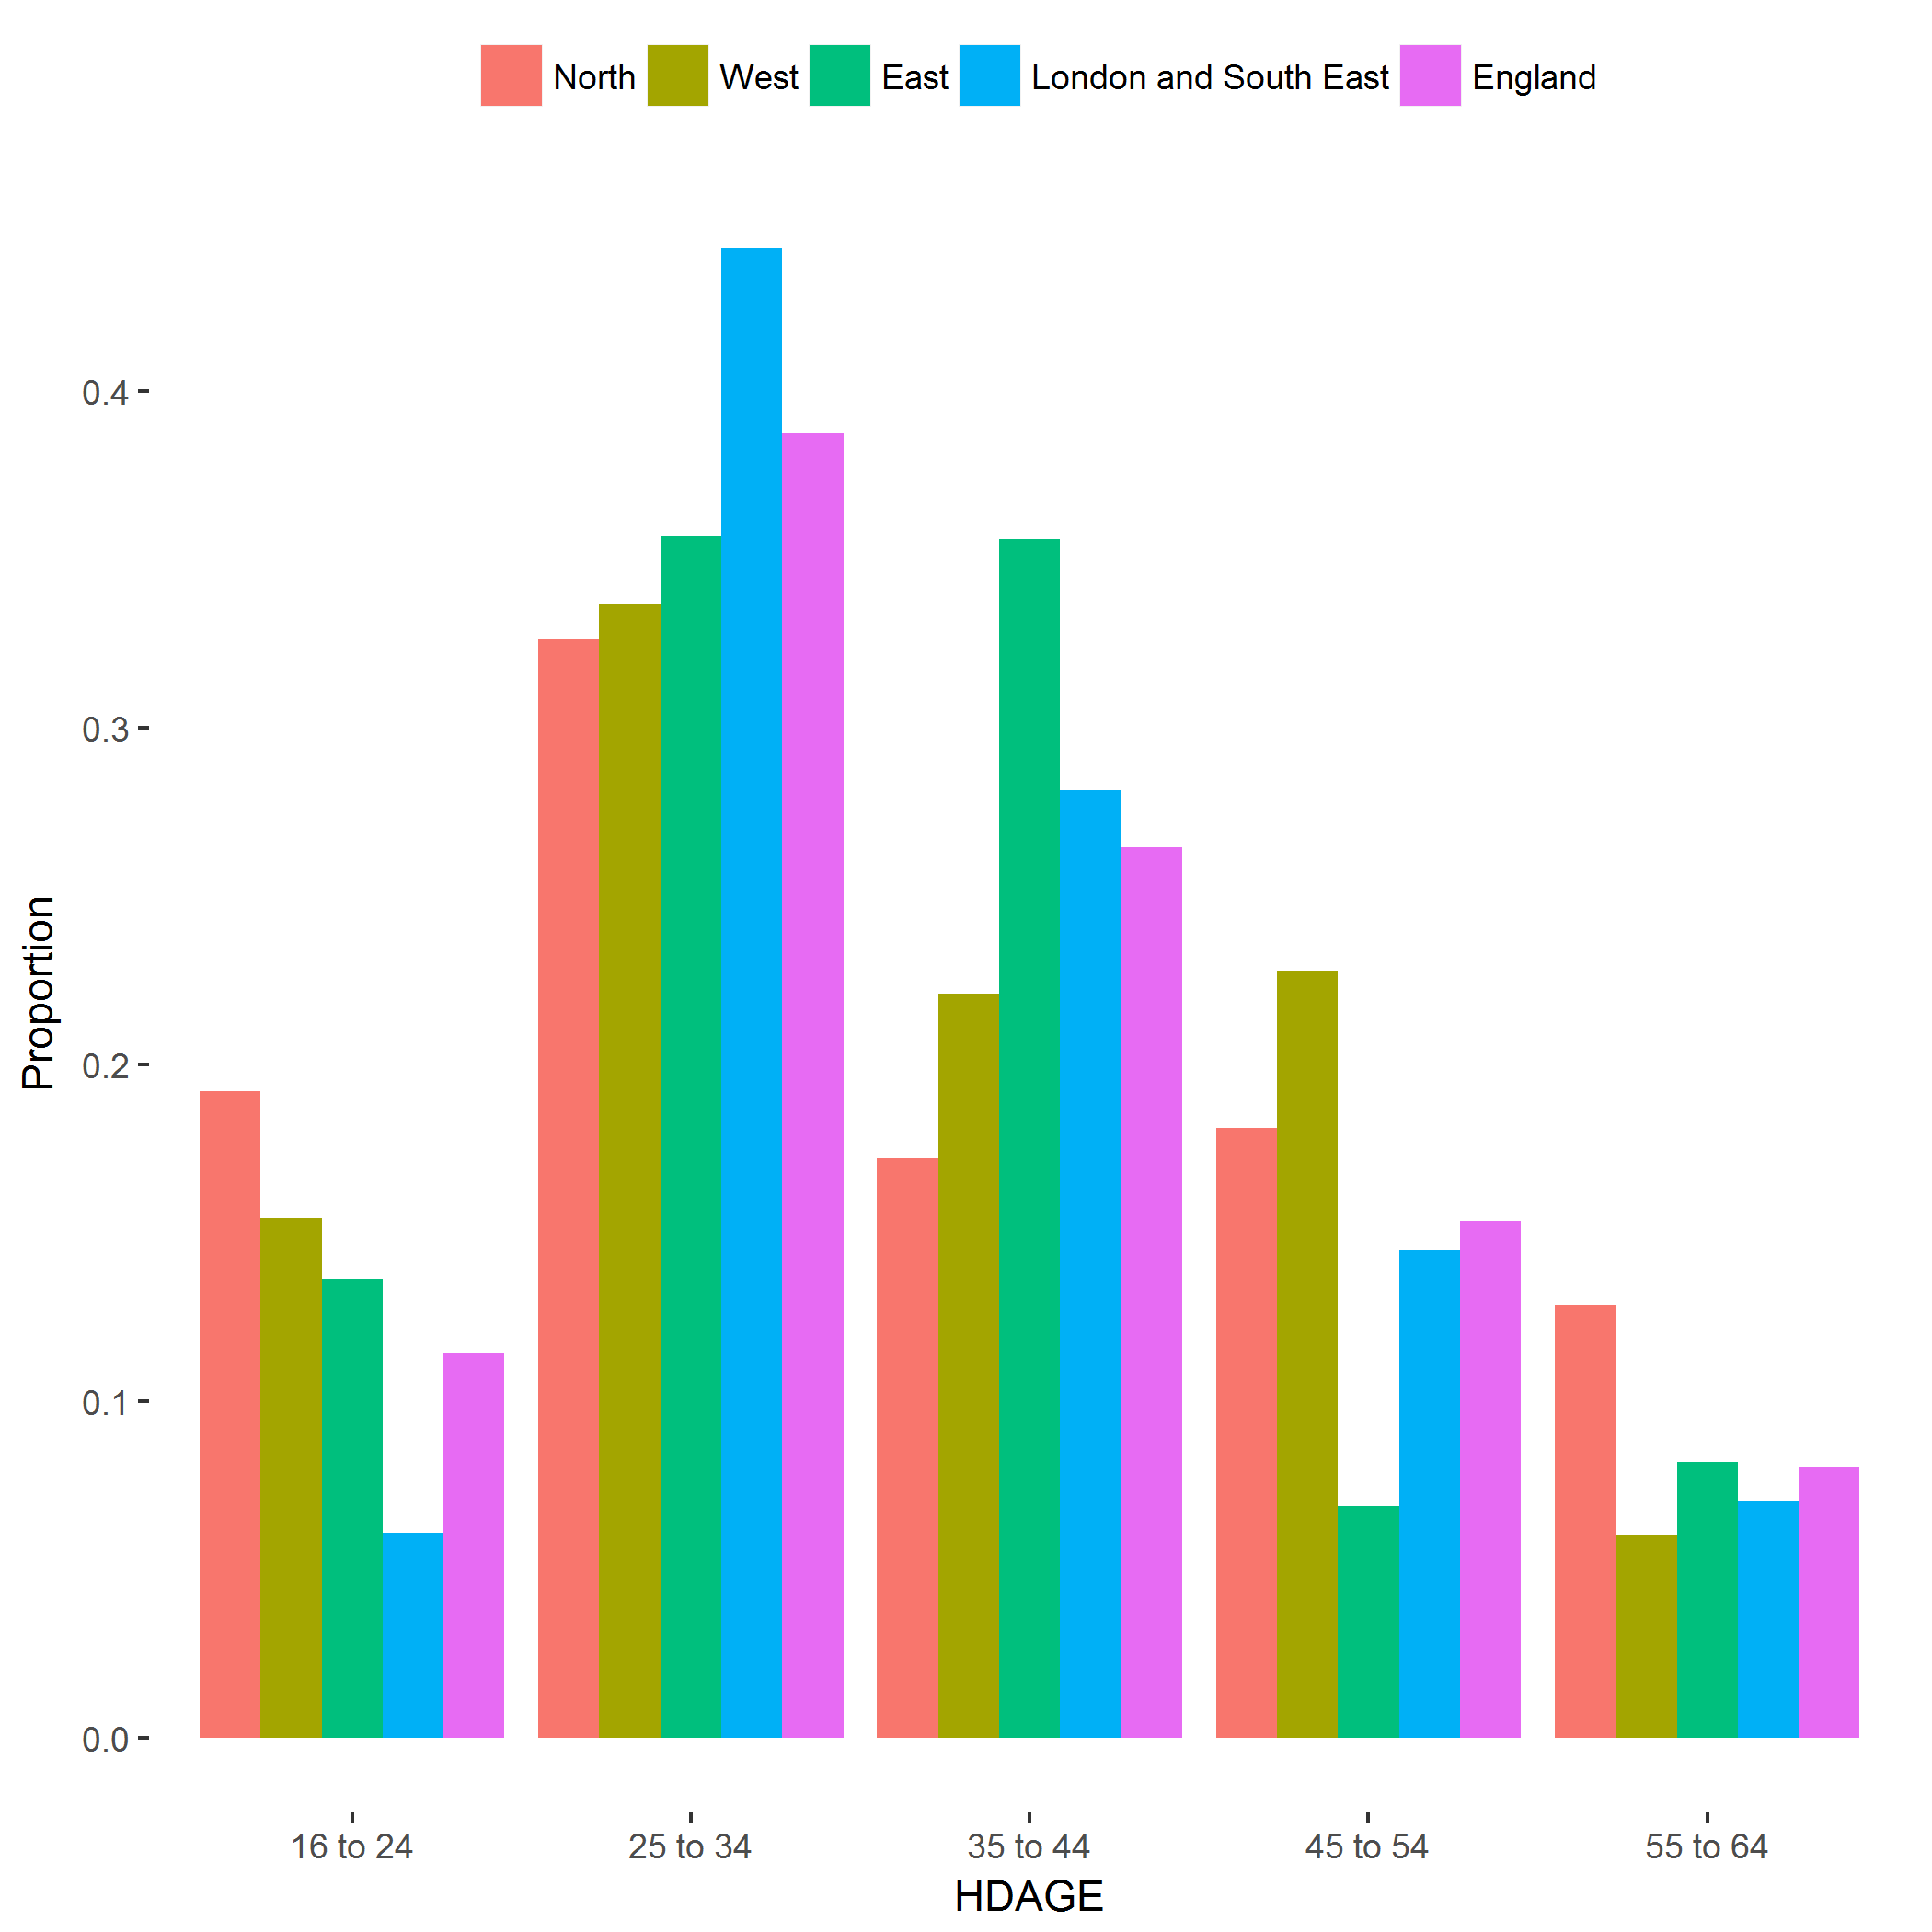 North West East London and South East England
Proportion
0.4
0.3
0.2
0.1
0.0
16 to 24 25 to 34 35 to 44 45 to 54 55 to 64
HDAGE